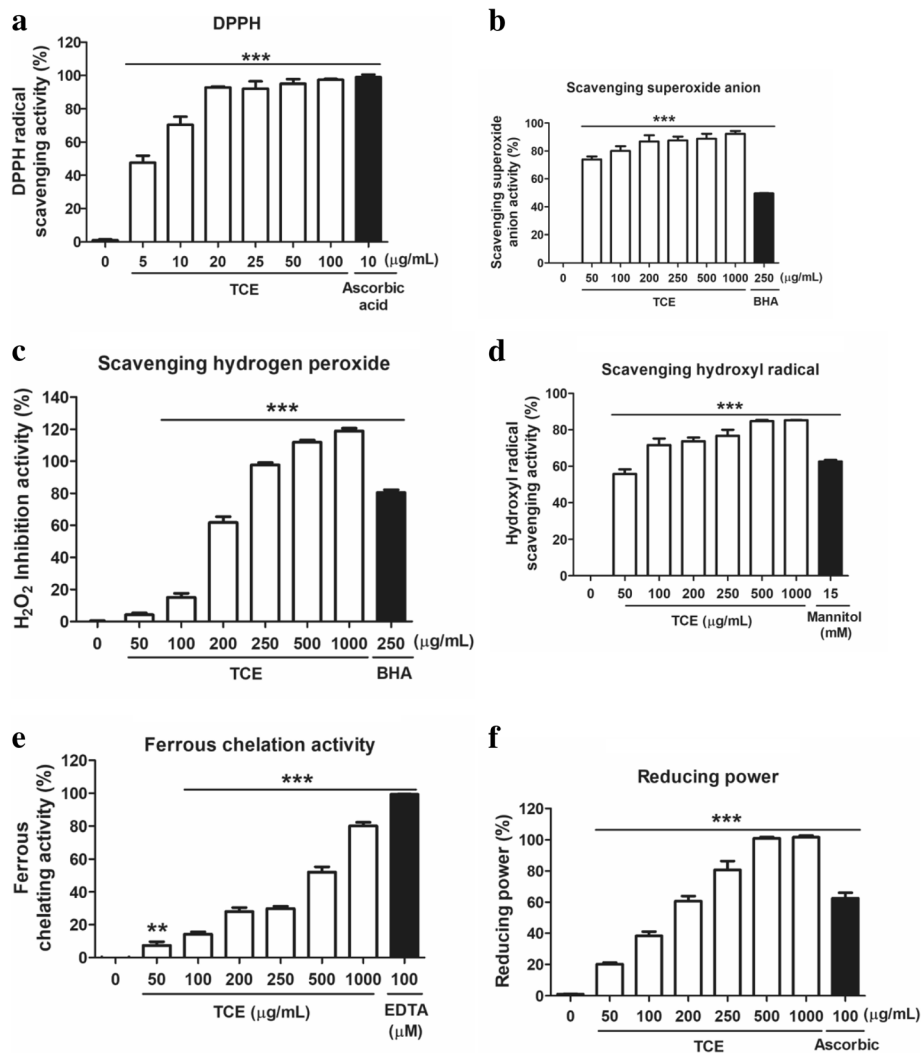 a
DPPH
DPPH radical
scavenging activity (%)
120
100
80
60
40
20
0
***
0 5 10 20 25 50 100 10 (μg/mL)
TCE
Ascorbic
acid
b
Scavenging superoxide anion
Scavenging superoxide
anion activity (%)
100
80
60
40
20
0
***
0 50 100 200 250 500 1000 250 (μg/mL)
TCE BHA
c
Scavenging hydrogen peroxide
H₂O₂ Inhibition activity (%)
140
120
100
80
60
40
20
0
***
0 50 100 200 250 500 1000 250 (μg/mL)
TCE BHA
d
Scavenging hydroxyl radical
Hydroxyl radical
scavenging activity (%)
100
80
60
40
20
0
***
0 50 100 200 250 500 1000 15
TCE (μg/mL) Mannitol
(mM)
e
Ferrous chelation activity
Ferrous
chelating activity (%)
120
100
80
60
40
20
0
**
***
0 50 100 200 250 500 1000 100
TCE (μg/mL) EDTA
(μM)
f
Reducing power
Reducing power (%)
120
100
80
60
40
20
0
***
0 50 100 200 250 500 1000 100 (μg/mL)
TCE Ascorbic